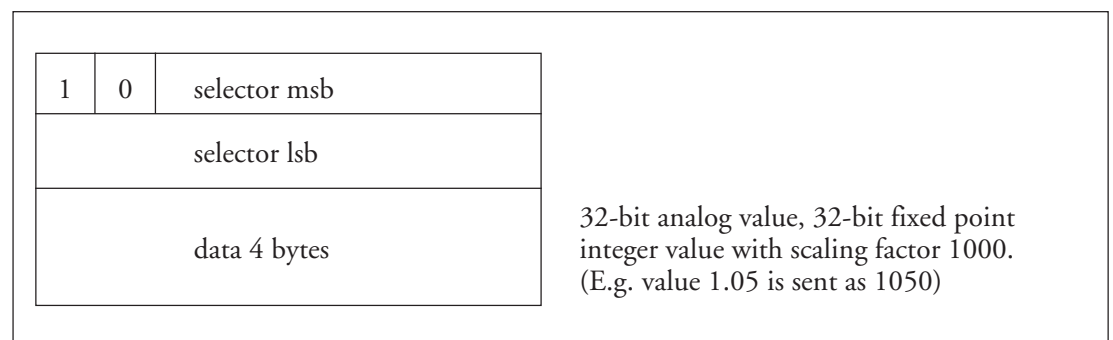 1 0 selector msb
selector lsb
data 4 bytes
32-bit analog value, 32-bit fixed point
integer value with scaling factor 1000.
(E.g. value 1.05 is sent as 1050)